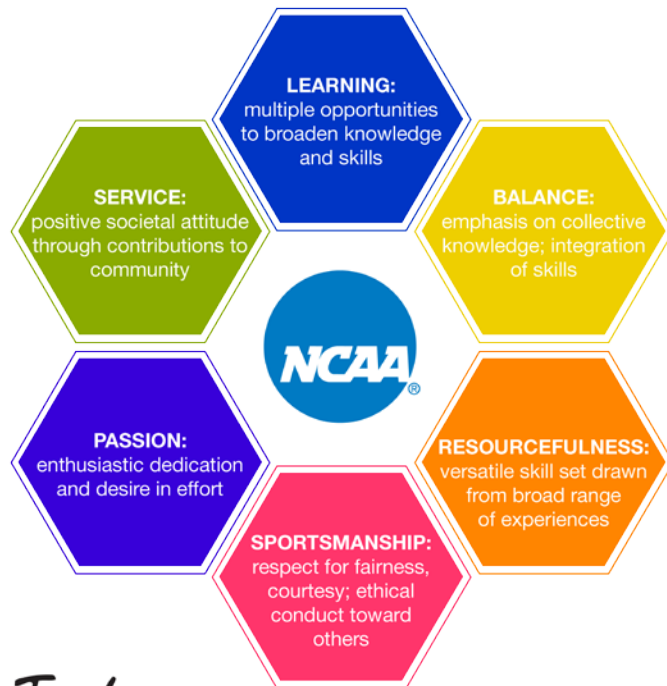 LEARNING:
multiple opportunities
to broaden knowledge
and skills
SERVICE:
positive societal attitude
through contributions to
community
BALANCE:
emphasis on collective
knowledge; integration
of skills
NCAA®
PASSION:
enthusiastic dedication
and desire in effort
RESOURCEFULNESS:
versatile skill set drawn
from broad range
of experiences
SPORTSMANSHIP:
respect for fairness,
courtesy; ethical
conduct toward
others